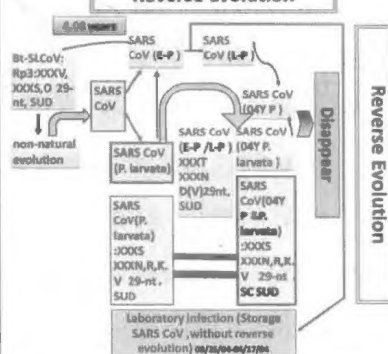 Reverse evolution
4.08 years
Bt-SLCoV:
Rp3:XXXV,
XXXS,O 29-
nt, SUD
non-natural
evolution
SARS
CoV
SARS
CoV (E-P )
SARS
CoV (L-P )
SARS CoV
(P. larvata)
SARS CoV
(04Y P )
SARS CoV
(E-P /L-P )
XXXT
XXXN
D(V)29nt,
SUD
SARS CoV
(04Y P.
larvata )
SARS
CoV(P.
larvata)
:XXXS
XXXN,R,K.
V 29-nt .
SUD
SARS
CoV(04Y
P &P.
larvata)
:XXXS
XXXN,R,K.
V 29-nt
SC SUD
Disappear
Reverse Evolution
Laboratory infection (Storage
SARS CoV ,without reverse
evolution)